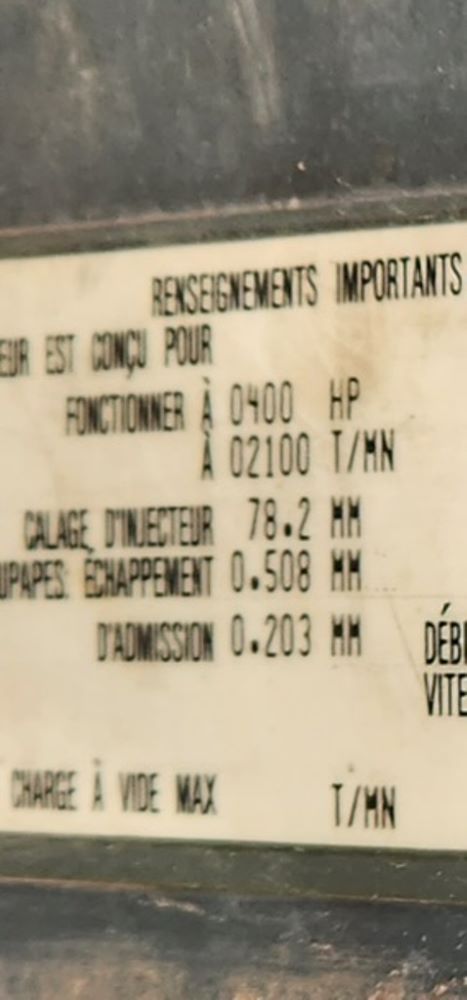 RENSEIGNEMENTS IMPORTANTS
EUR EST CONÇU POUR
FONCTIONNER À 0400 HP
À 02100 T/MN
CALAGE D'INJECTEUR 78.2 MM
UPAPES: ÉCHAPPEMENT 0.508 MM
D'ADMISSION 0.203 MM
DÉBI
VITE
CHARGE À VIDE MAX T/MN